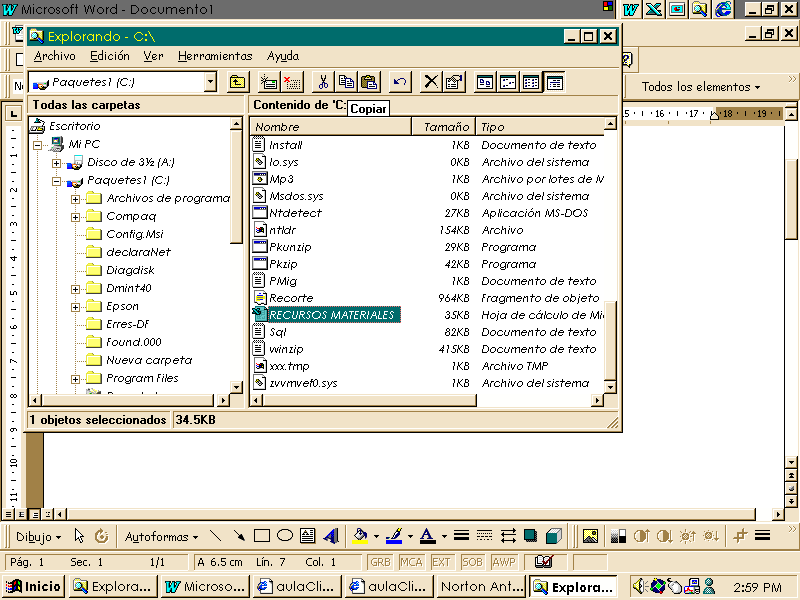 Microsoft Word - Documento1
Explorando - C:\
Archivo Edición Ver Herramientas Ayuda
Paquetes1 (C:)
Todos los elementos
Todas las carpetas
Contenido de 'C:
Copiar
15 16 17 18 19
Nombre Tamaño Tipo
Escritorio
Mi PC
Disco de 3½ (A:)
Paquetes1 (C:)
Archivos de programa
Compaq
Config.Msi
declaraNet
Diagdisk
Dmint40
Epson
Erres-DF
Found.000
Nueva carpeta
Program Files
Install 1KB Documento de texto
Io.sys 0KB Archivo del sistema
Mp3 1KB Archivo por lotes de M
Msdos.sys 0KB Archivo del sistema
Ntdetect 27KB Aplicación MS-DOS
ntldr 154KB Archivo
Pkunzip 29KB Programa
Pkzip 42KB Programa
PMig 1KB Documento de texto
Recorte 964KB Fragmento de objeto
RECURSOS MATERIALES 35KB Hoja de cálculo de Mi
Sql 82KB Documento de texto
winzip 415KB Documento de texto
xxx.tmp 1KB Archivo TMP
zvvmvef0.sys 1KB Archivo del sistema
1 objetos seleccionados 34.5KB
Dibujo Autoformas
Pág. 1 Sec. 1 1/1 A 6.5 cm Lín. 7 Col. 1 GRB MCA EXT SOB AWP
Inicio Explora... Microso... aulaCli... aulaCli... Norton Ant... Explora... 2:59 PM